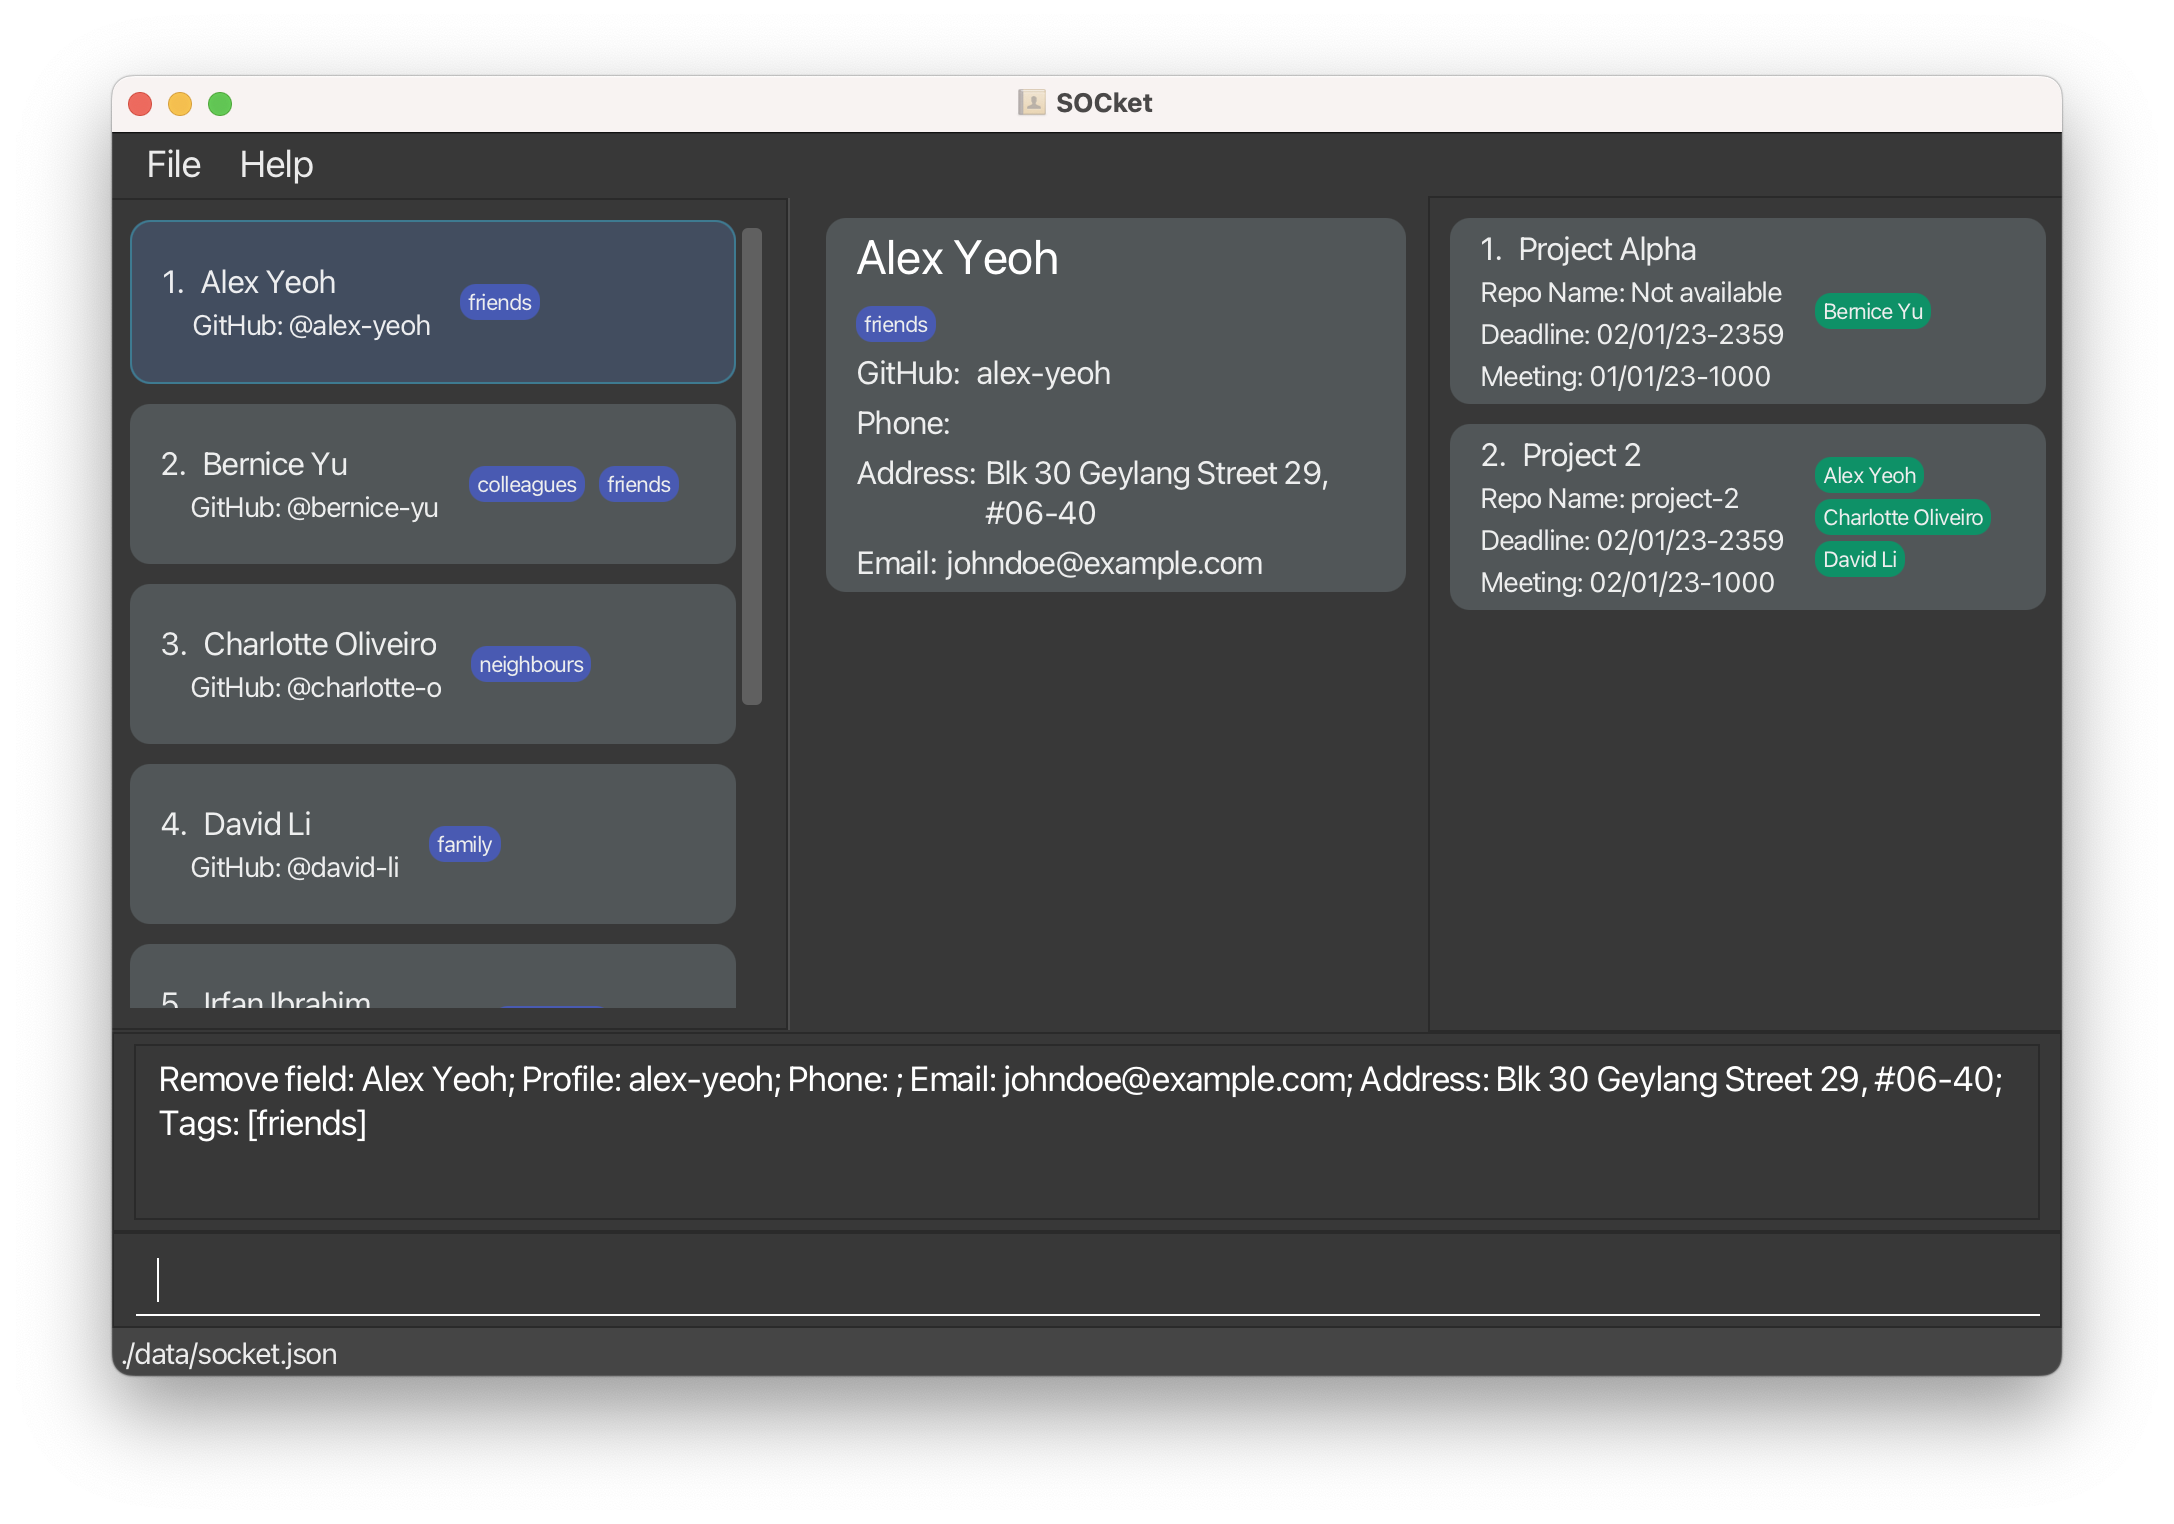 SOCket
File Help
1. Alex Yeoh
GitHub: @alex-yeoh
friends
2. Bernice Yu
GitHub: @bernice-yu
colleagues friends
3. Charlotte Oliveiro
GitHub: @charlotte-o
neighbours
4. David Li
GitHub: @david-li
family
5. Irfan Ibrahim
Alex Yeoh
friends
GitHub: alex-yeoh
Phone:
Address: Blk 30 Geylang Street 29,
#06-40
Email: johndoe@example.com
1. Project Alpha
Repo Name: Not available
Deadline: 02/01/23-2359
Meeting: 01/01/23-1000
Bernice Yu
2. Project 2
Repo Name: project-2
Deadline: 02/01/23-2359
Meeting: 02/01/23-1000
Alex Yeoh
Charlotte Oliveiro
David Li
Remove field: Alex Yeoh; Profile: alex-yeoh; Phone: ; Email: johndoe@example.com; Address: Blk 30 Geylang Street 29, #06-40;
Tags: [friends]
./data/socket.json